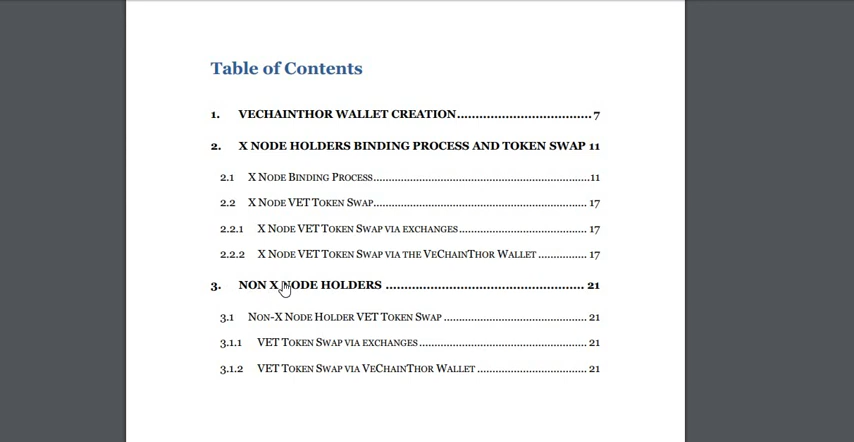 Table of Contents
1. VECHAINTHOR WALLET CREATION....................................7
2. X NODE HOLDERS BINDING PROCESS AND TOKEN SWAP 11
2.1 X Node Binding Process..........................................................................11
2.2 X Node VET Token Swap......................................................................... 17
2.2.1 X Node VET Token Swap via exchanges............................................ 17
2.2.2 X Node VET Token Swap via the VeChainThor Wallet ................ 17
3. NON X NODE HOLDERS ...................................................... 21
3.1 Non-X Node Holder VET Token Swap ................................................ 21
3.1.1 VET Token Swap via exchanges......................................................... 21
3.1.2 VET Token Swap via VeChainThor Wallet ..................................... 21